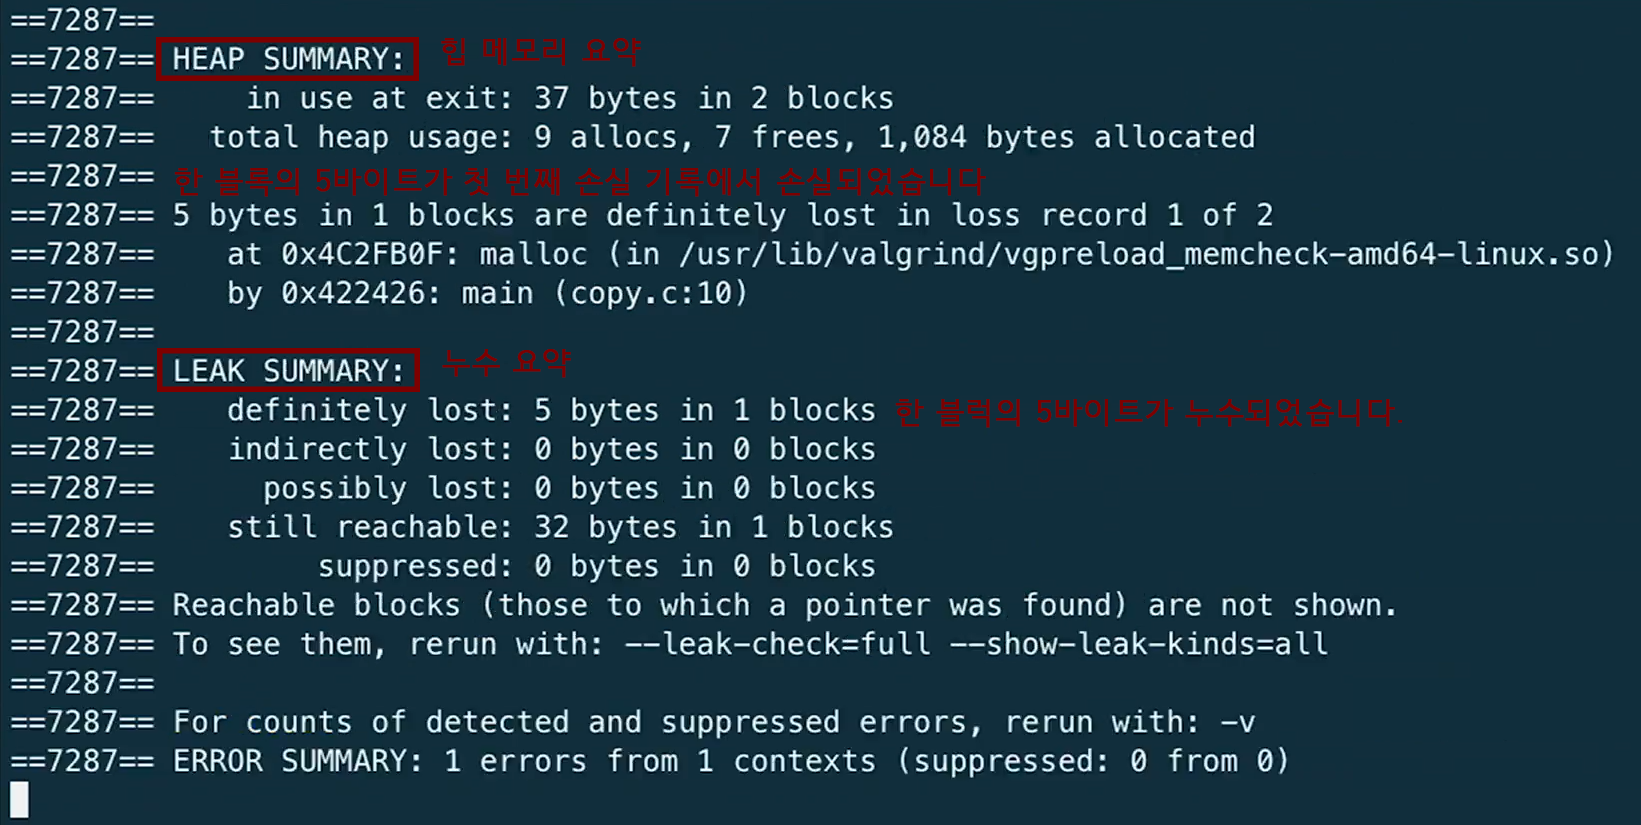 ==7287==
==7287== HEAP SUMMARY: 힙 메모리 요약
==7287==     in use at exit: 37 bytes in 2 blocks
==7287==   total heap usage: 9 allocs, 7 frees, 1,084 bytes allocated
==7287== 한 블록의 5바이트가 첫 번째 손실 기록에서 손실되었습니다
==7287== 5 bytes in 1 blocks are definitely lost in loss record 1 of 2
==7287==    at 0x4C2FB0F: malloc (in /usr/lib/valgrind/vgpreload_memcheck-amd64-linux.so)
==7287==    by 0x422426: main (copy.c:10)
==7287==
==7287== LEAK SUMMARY: 누수 요약
==7287==    definitely lost: 5 bytes in 1 blocks 한 블럭의 5바이트가 누수되었습니다.
==7287==    indirectly lost: 0 bytes in 0 blocks
==7287==      possibly lost: 0 bytes in 0 blocks
==7287==    still reachable: 32 bytes in 1 blocks
==7287==         suppressed: 0 bytes in 0 blocks
==7287== Reachable blocks (those to which a pointer was found) are not shown.
==7287== To see them, rerun with: --leak-check=full --show-leak-kinds=all
==7287==
==7287== For counts of detected and suppressed errors, rerun with: -v
==7287== ERROR SUMMARY: 1 errors from 1 contexts (suppressed: 0 from 0)